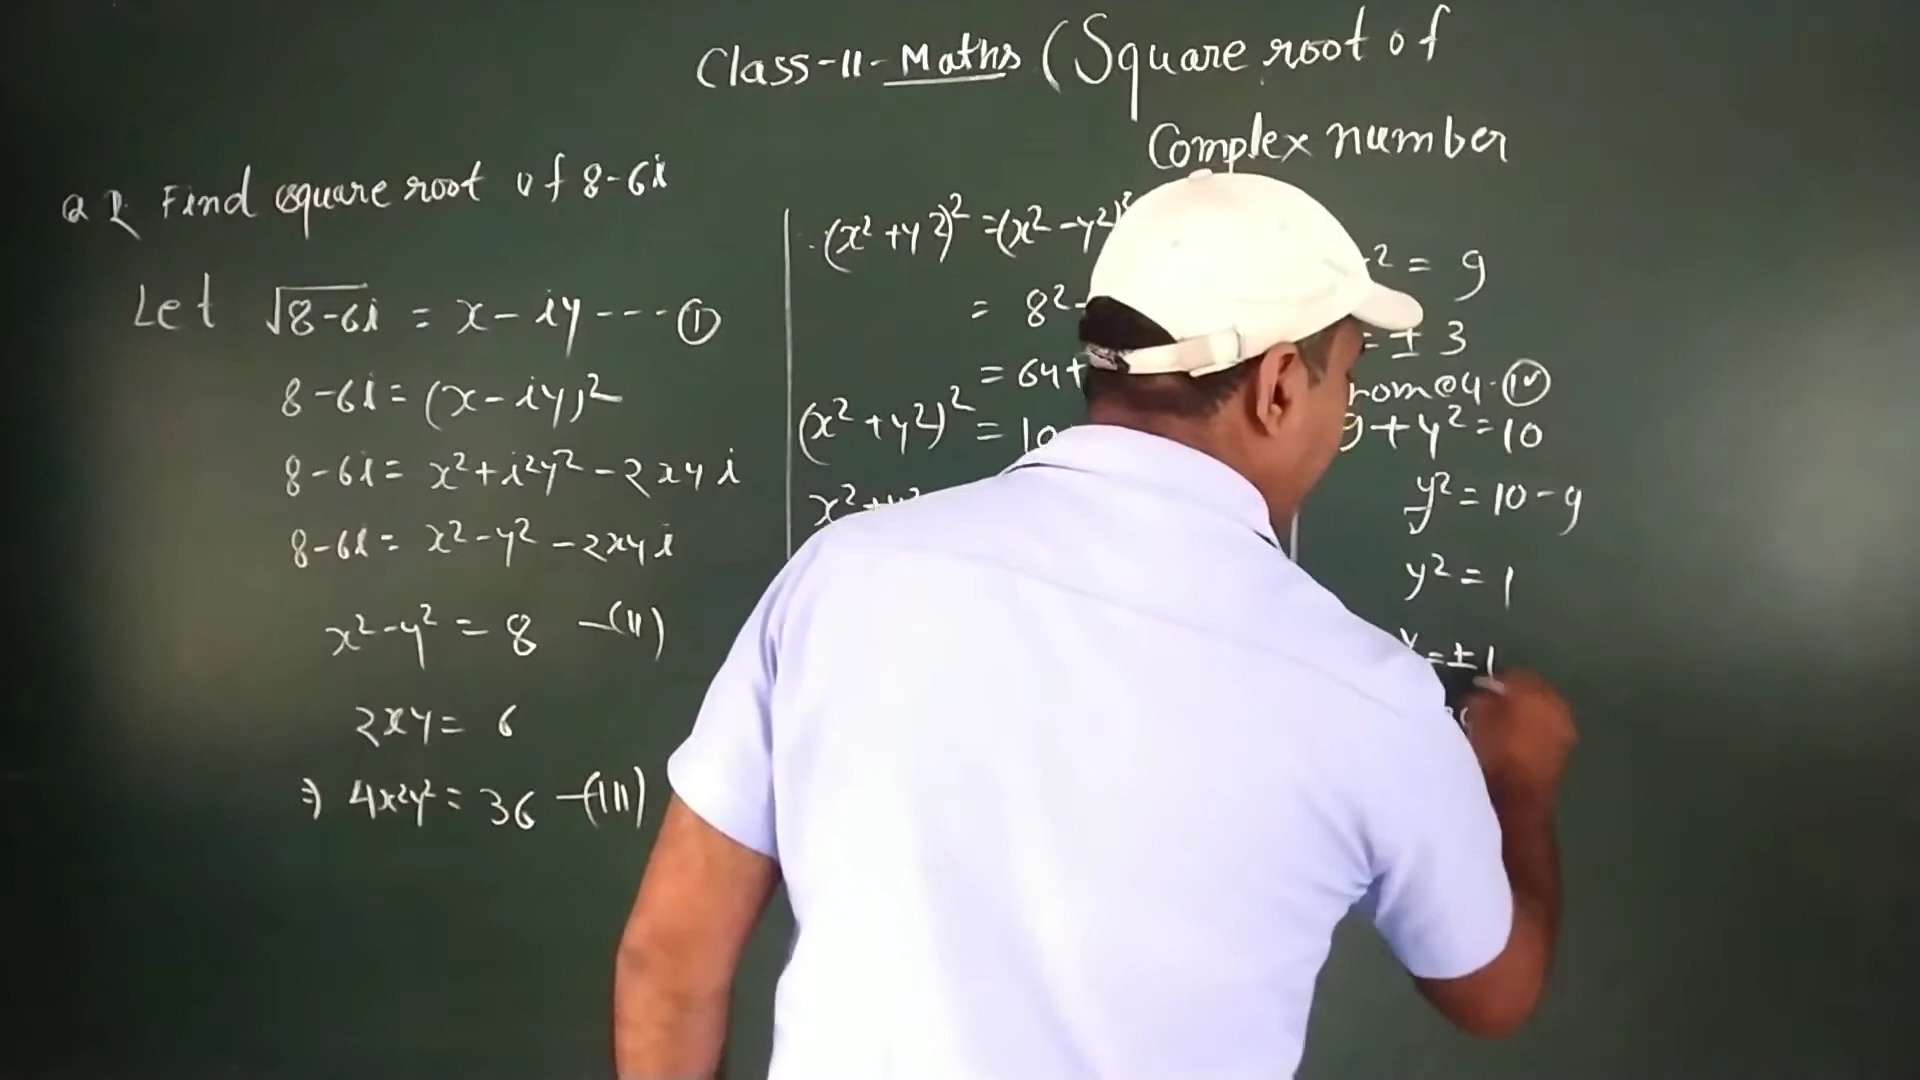 Class-11-Maths (Square root of
Complex number
Q 2 Find square root of 8-6i
Let √8-6i = x-iy ---- ①
8-6i = (x-iy)²
8-6i = x²+i²y²-2xyi
8-6i = x²-y²-2xyi
x²-y² = 8 -(II)
2xy = 6
⇒ 4x²y² = 36 -(III)
(x²+y²)² = (x²-y²)²
= 8²-
= 64+
(x²+y²)² = 10
x²+y²
² = 9
= ± 3
9+y²=10
y² = 10-9
y² = 1
y = ±1